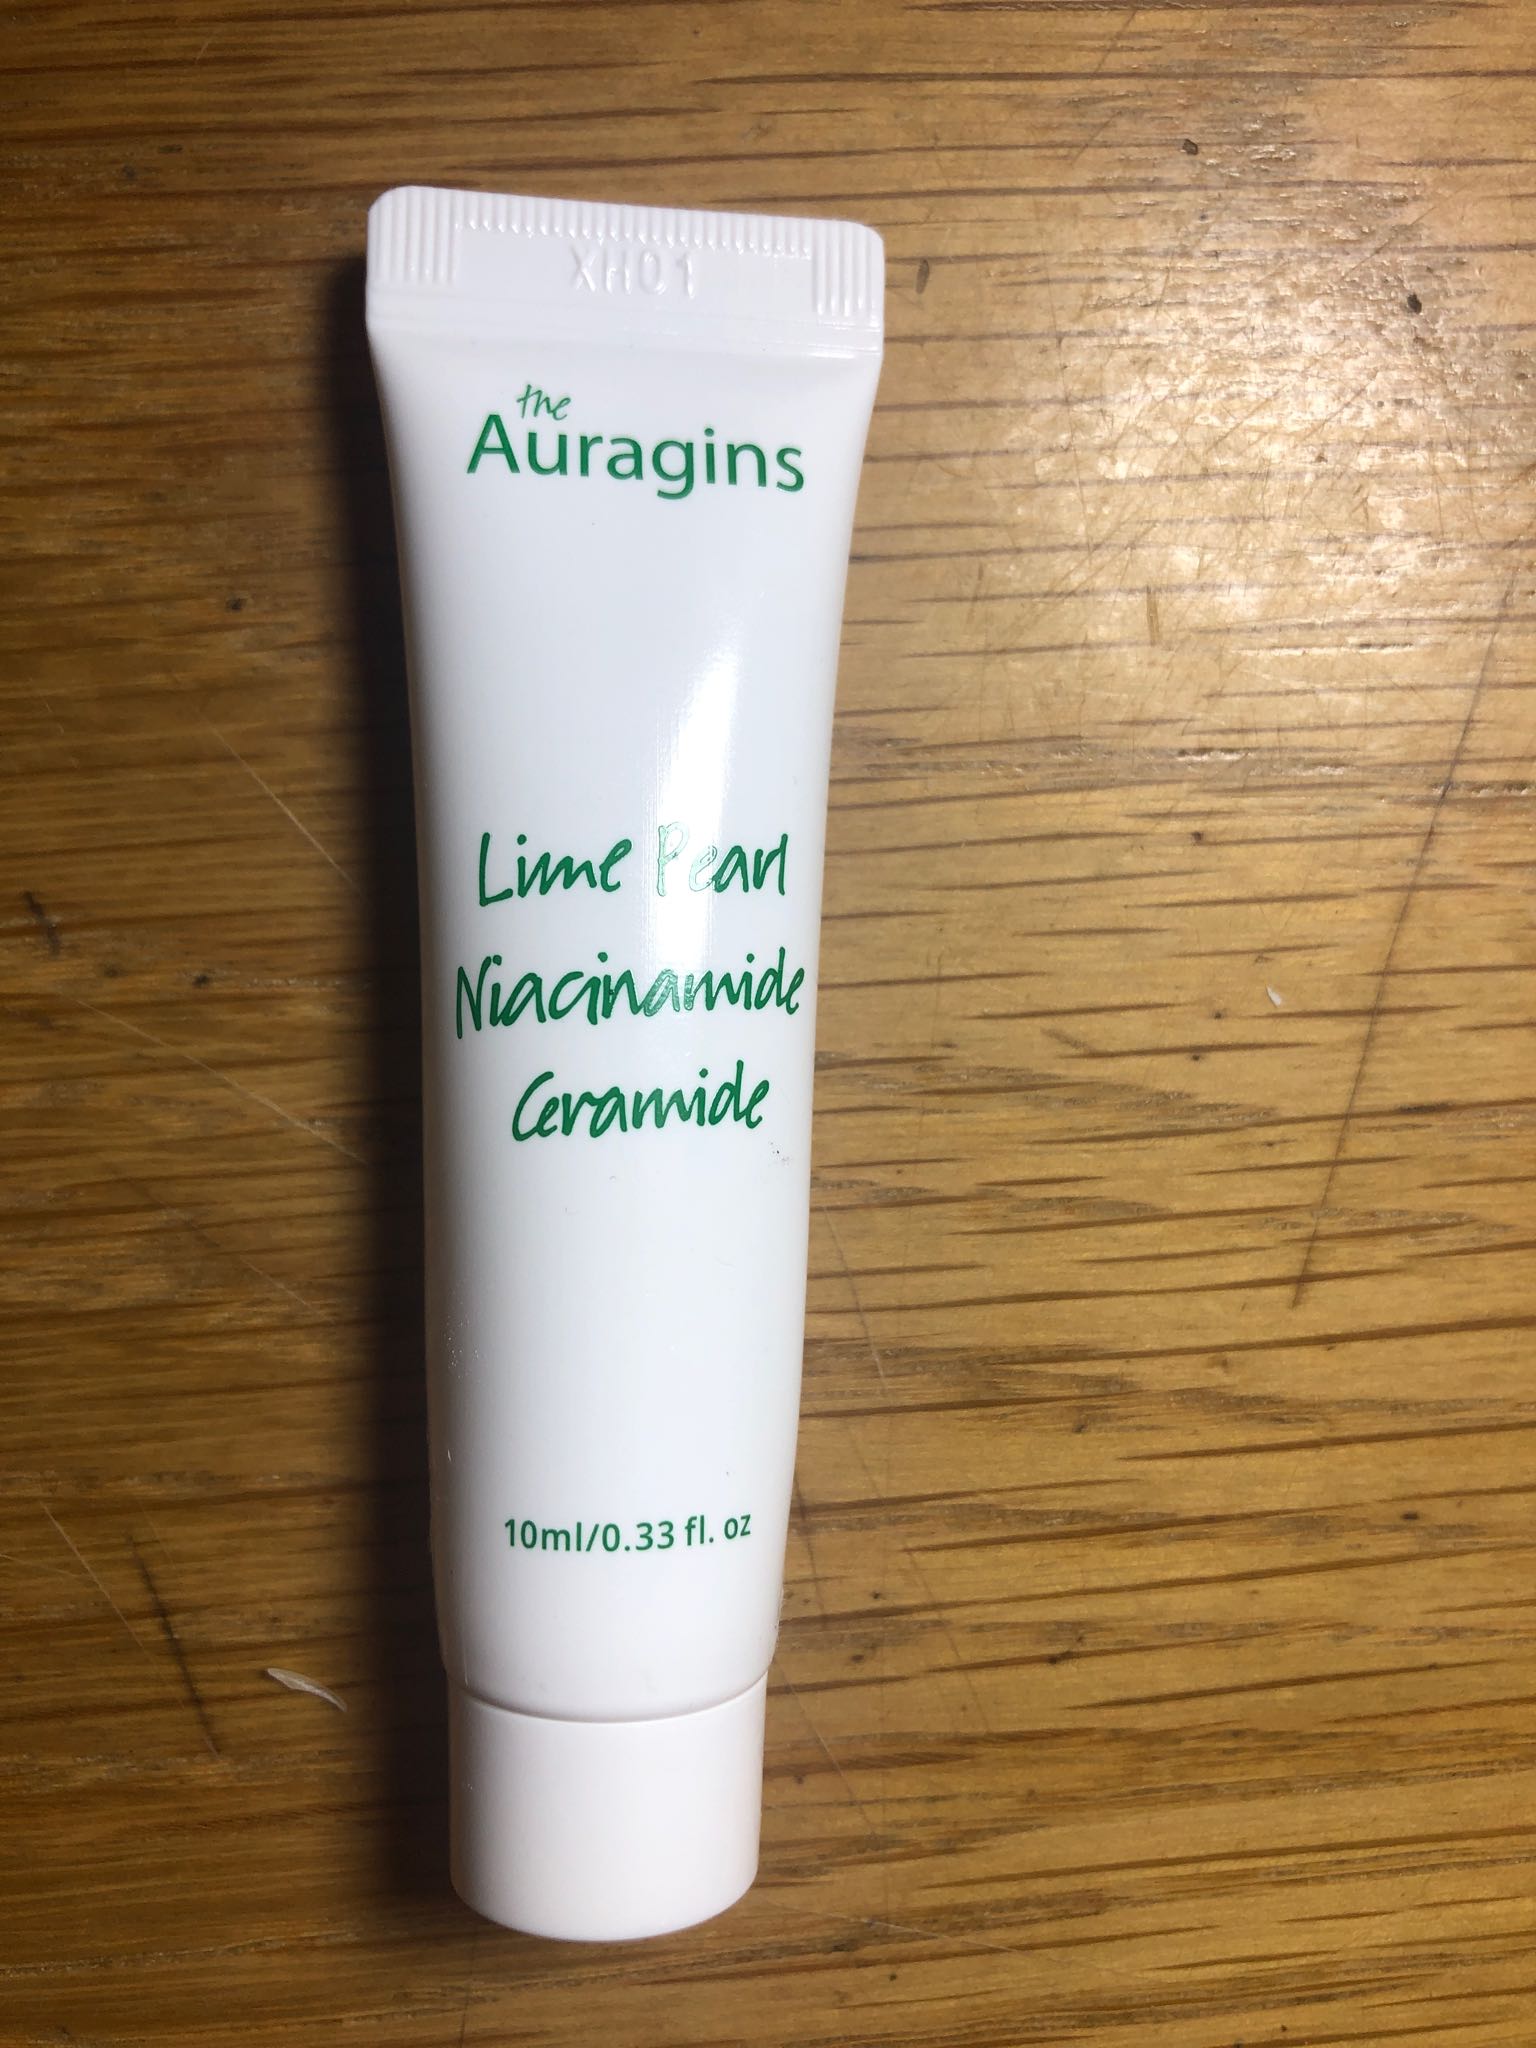 XH01
the
Auragins
Lime Pearl
Niacinamide
Ceramide
10ml/0.33 fl. oz